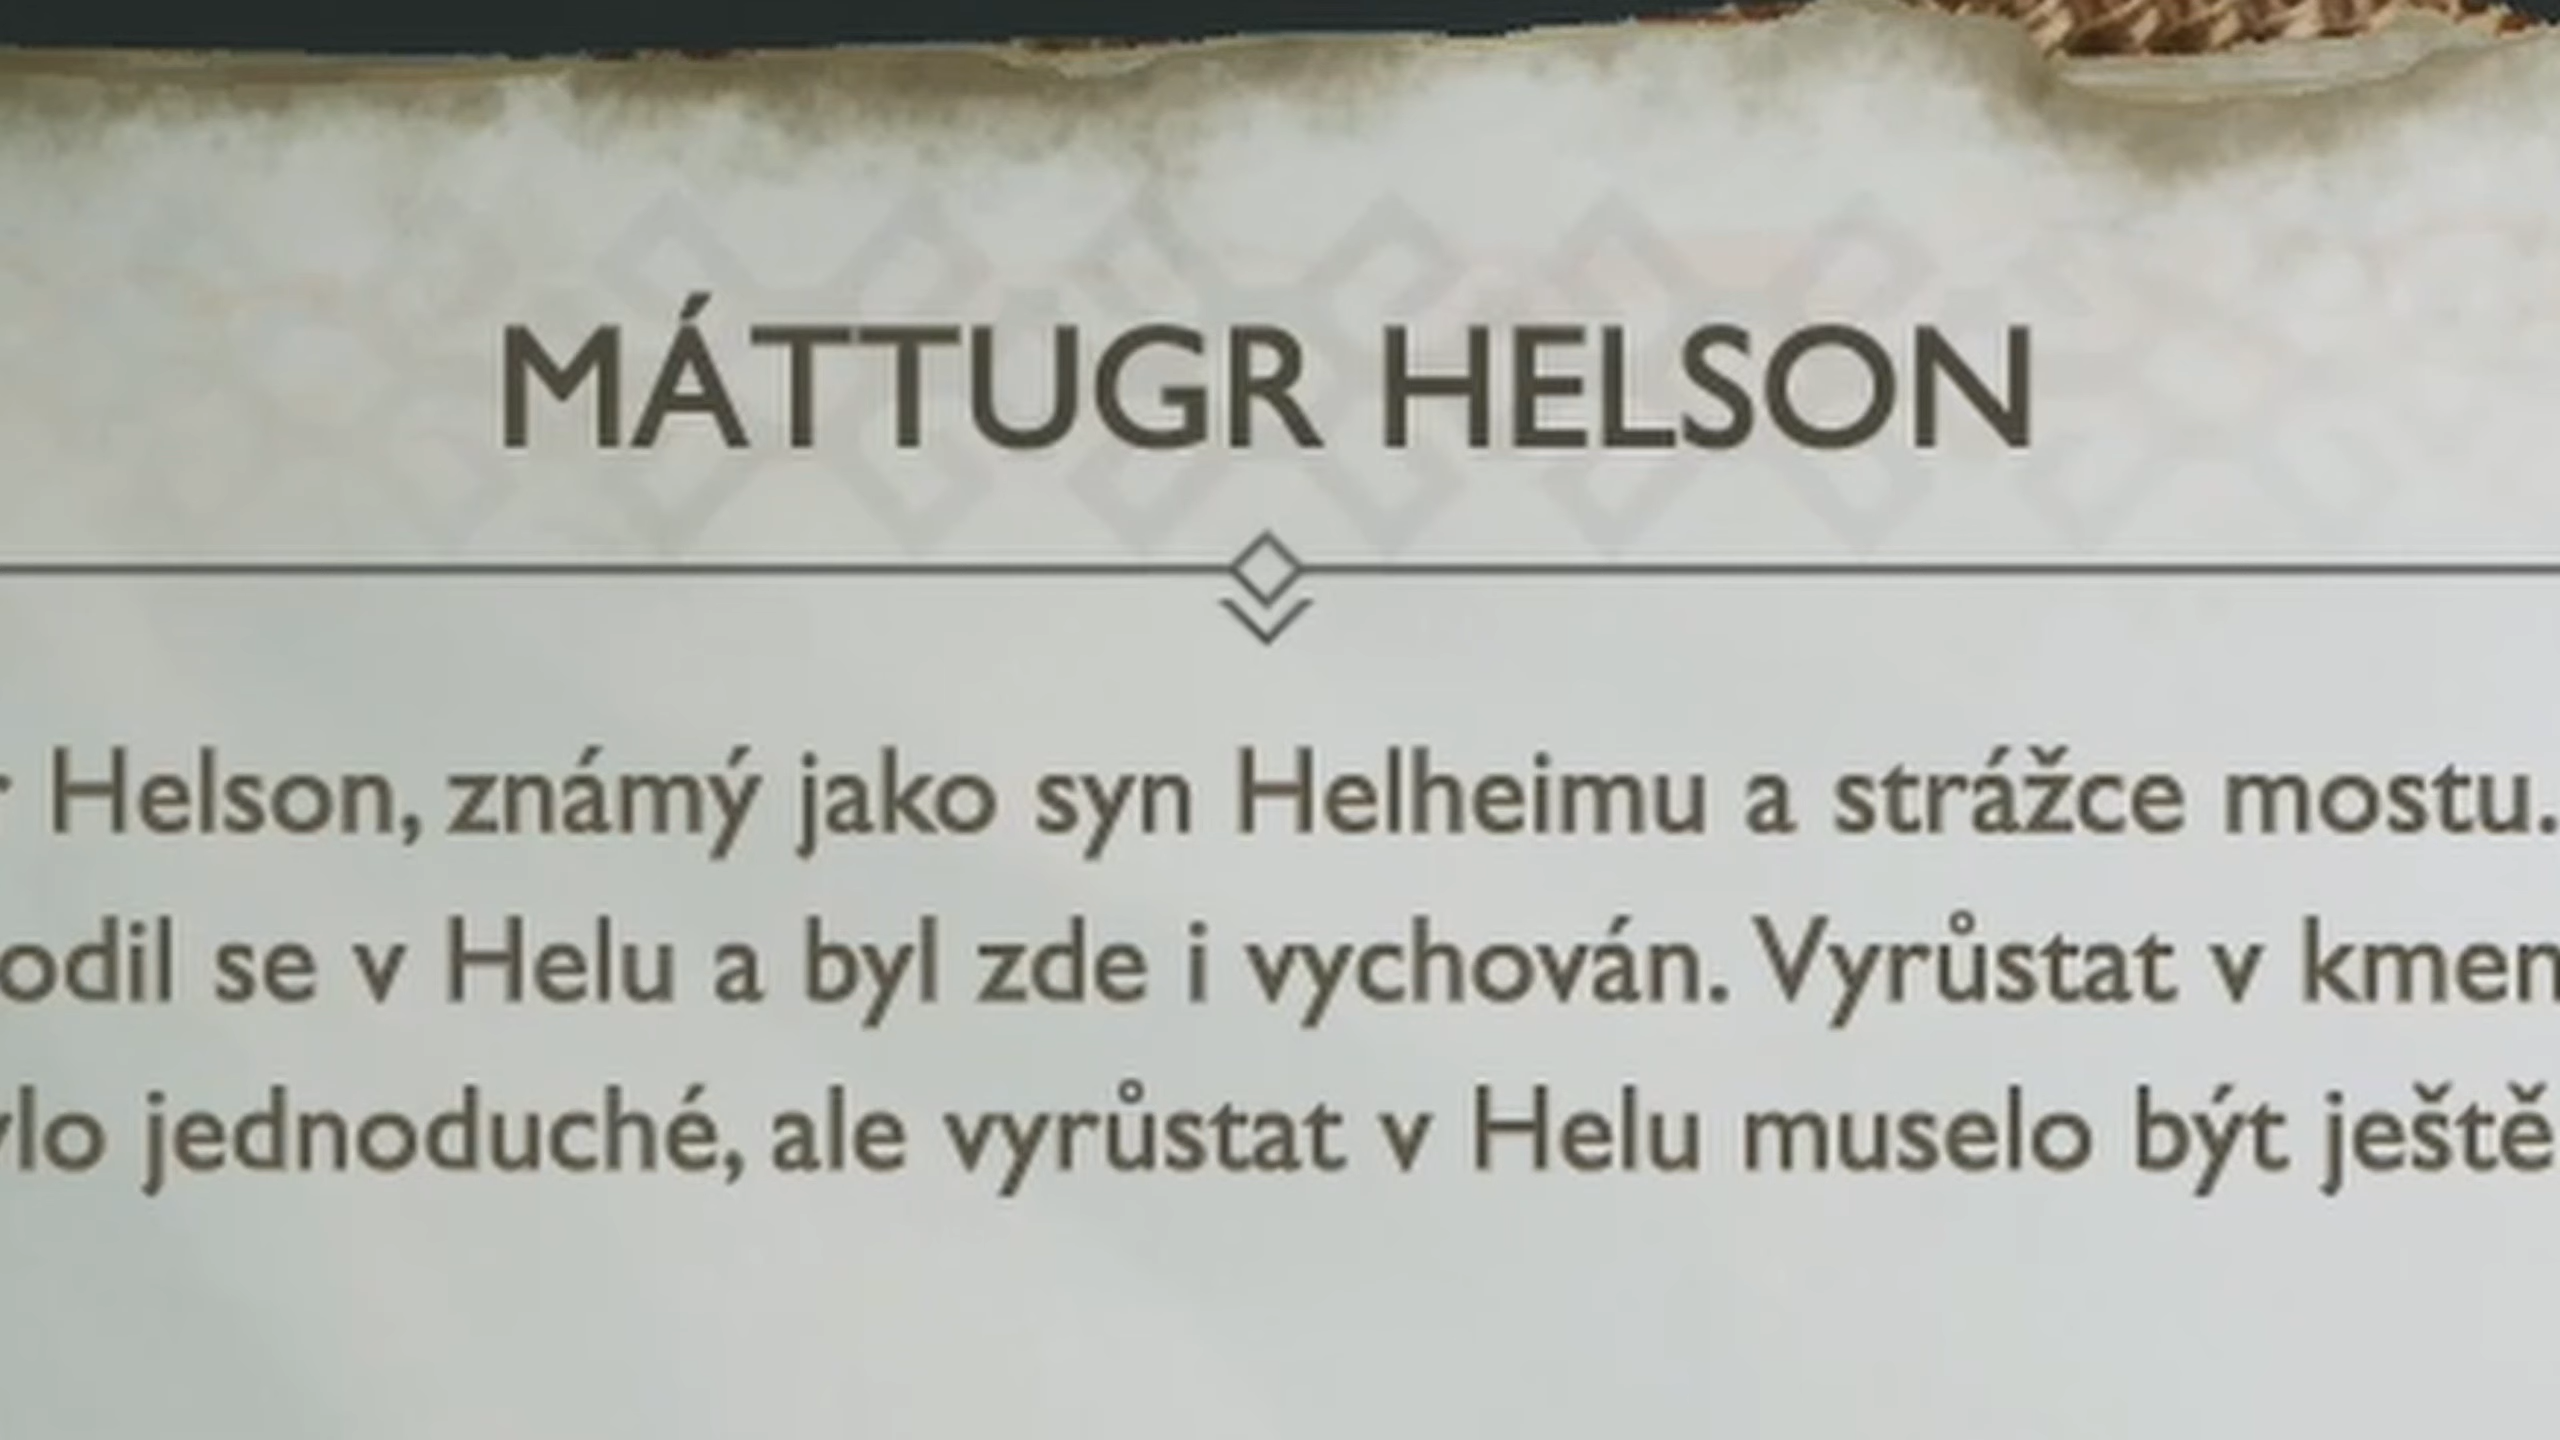 MÁTTUGR HELSON
Helson, známý jako syn Helheimu a strážce mostu.
odil se v Helu a byl zde i vychován. Vyrůstat v kmen
ylo jednoduché, ale vyrůstat v Helu muselo být ještě